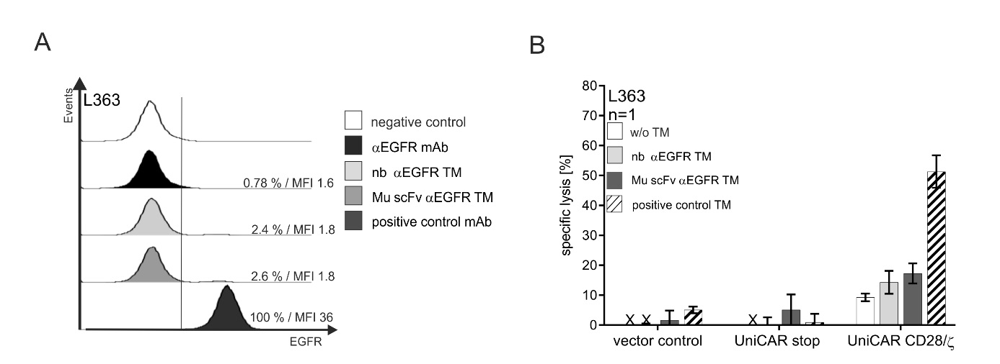 A
Events
L363
0.78 % / MFI 1.6
2.4 % / MFI 1.8
2.6 % / MFI 1.8
100 % / MFI 36
EGFR
negative control
αEGFR mAb
nb αEGFR TM
Mu scFv αEGFR TM
positive control mAb
B
specific lysis [%]
80
70
60
50
40
30
20
10
0
L363
n=1
w/o TM
nb αEGFR TM
Mu scFv αEGFR TM
positive control TM
X X X
vector control UniCAR stop UniCAR CD28/ζ